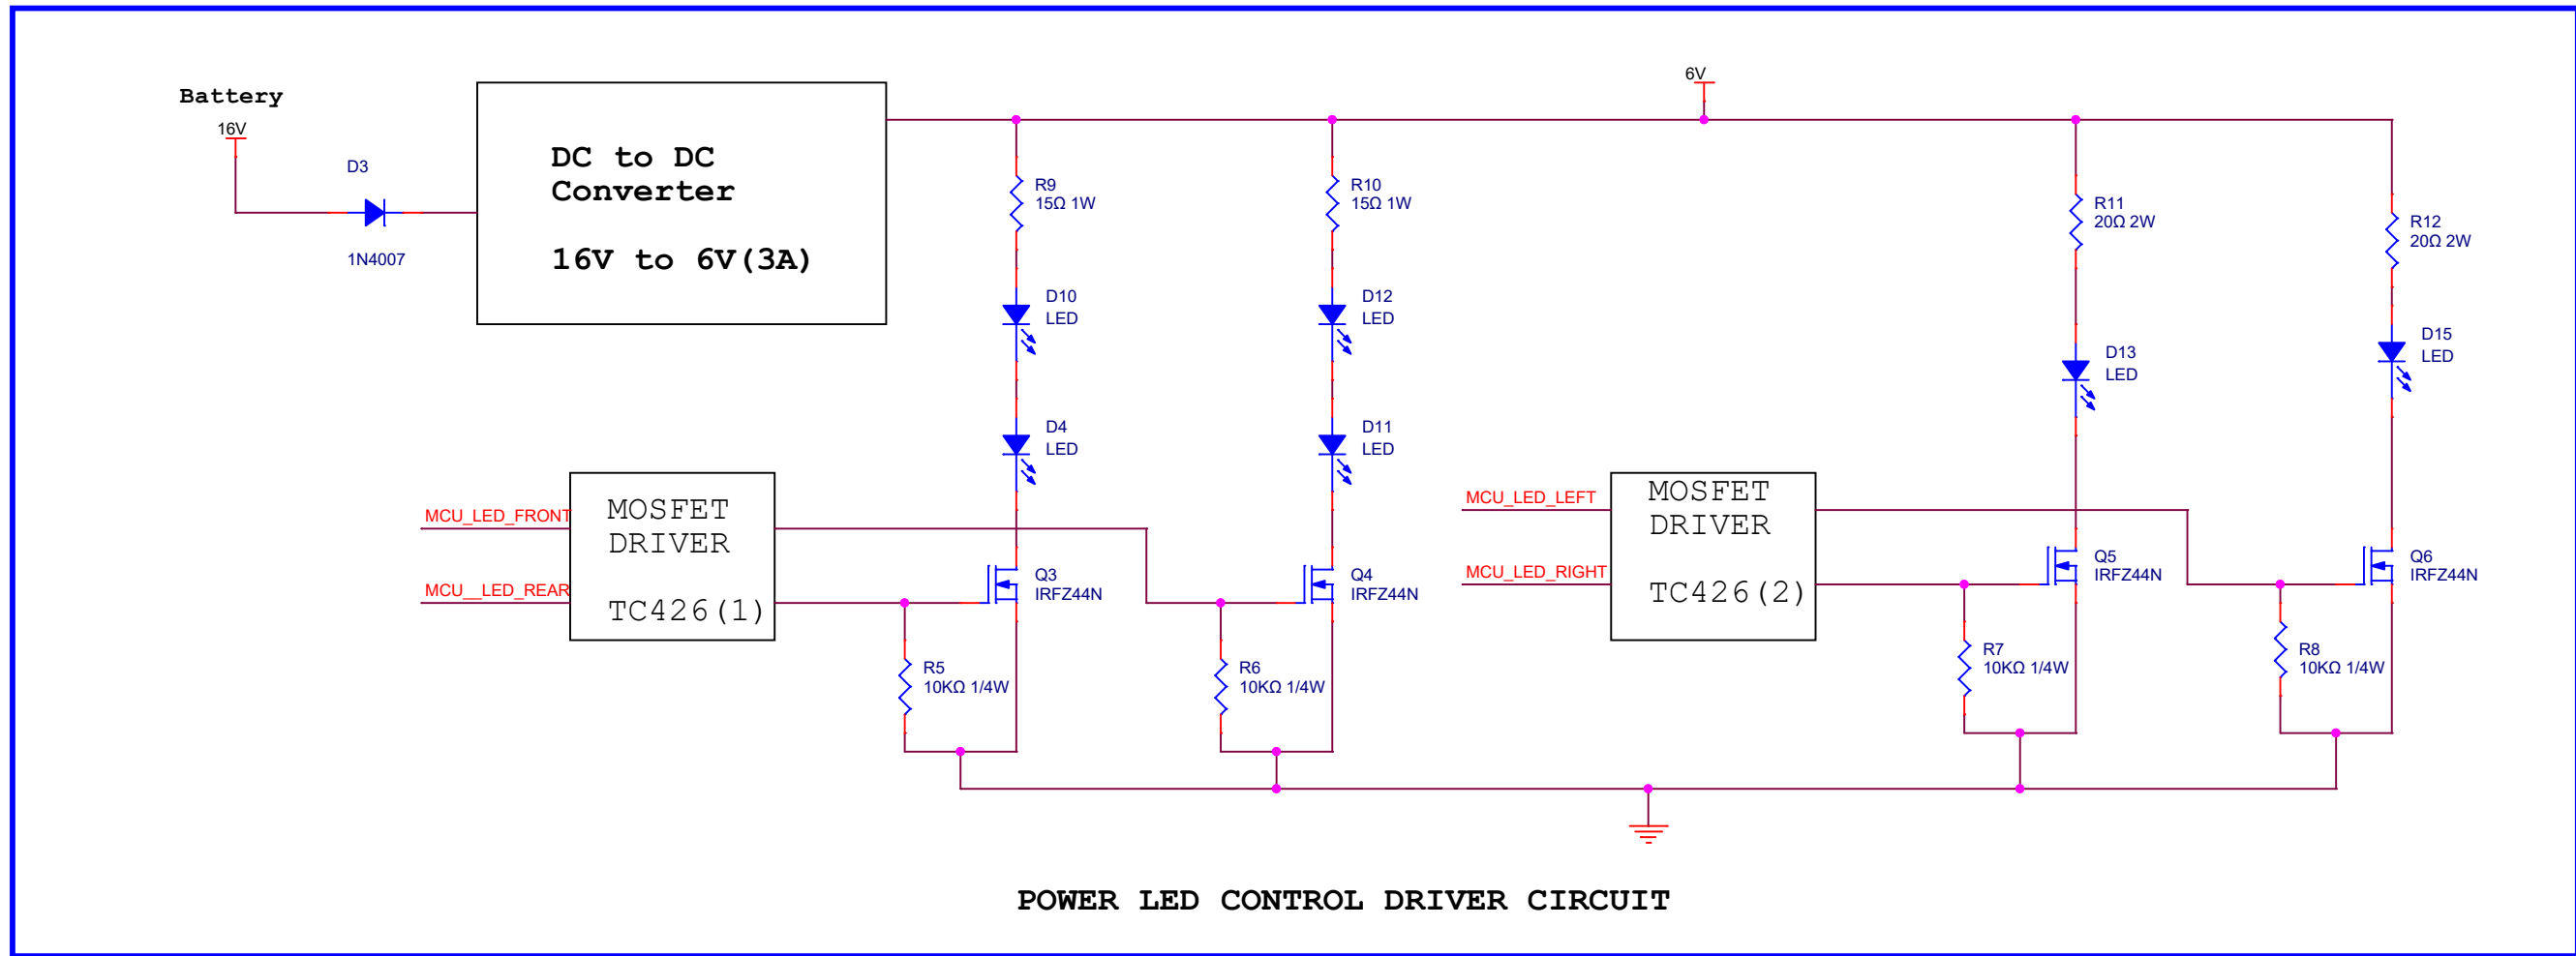 Battery
16V
D3
1N4007
DC to DC
Converter
16V to 6V(3A)
6V
R9
15Ω 1W
R10
15Ω 1W
R11
20Ω 2W
R12
20Ω 2W
D10
LED
D12
LED
D13
LED
D15
LED
D4
LED
D11
LED
MCU_LED_FRONT
MCU__LED_REAR
MOSFET
DRIVER
TC426(1)
Q3
IRFZ44N
Q4
IRFZ44N
MCU_LED_LEFT
MCU_LED_RIGHT
MOSFET
DRIVER
TC426(2)
Q5
IRFZ44N
Q6
IRFZ44N
R5
10KΩ 1/4W
R6
10KΩ 1/4W
R7
10KΩ 1/4W
R8
10KΩ 1/4W
POWER LED CONTROL DRIVER CIRCUIT